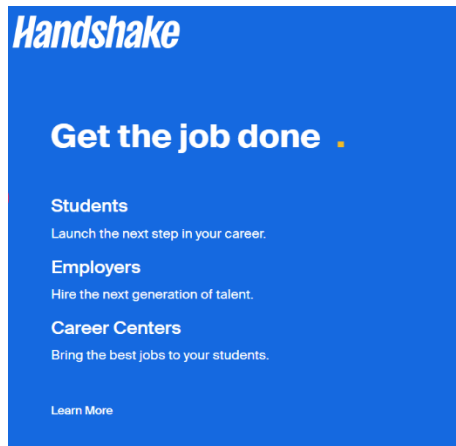 Handshake
Get the job done .
Students
Launch the next step in your career.
Employers
Hire the next generation of talent.
Career Centers
Bring the best jobs to your students.
Learn More